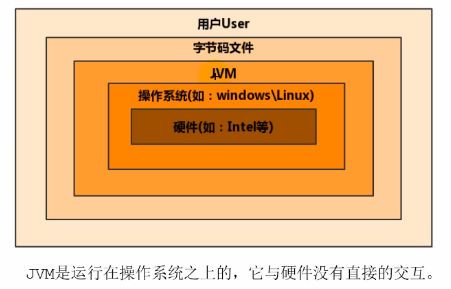 用户User
字节码文件
JVM
操作系统(如：windows\Linux)
硬件(如：Intel等)
JVM是运行在操作系统之上的，它与硬件没有直接的交互。